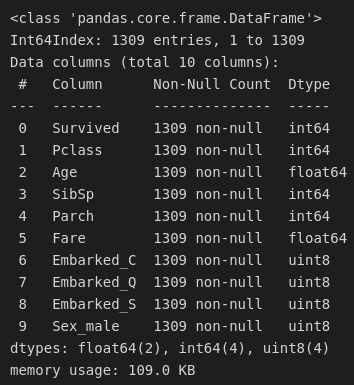 <class 'pandas.core.frame.DataFrame'>
Int64Index: 1309 entries, 1 to 1309
Data columns (total 10 columns):
 #   Column      Non-Null Count  Dtype
---  ------      --------------  -----
 0   Survived    1309 non-null   int64
 1   Pclass      1309 non-null   int64
 2   Age         1309 non-null   float64
 3   SibSp       1309 non-null   int64
 4   Parch       1309 non-null   int64
 5   Fare        1309 non-null   float64
 6   Embarked_C  1309 non-null   uint8
 7   Embarked_Q  1309 non-null   uint8
 8   Embarked_S  1309 non-null   uint8
 9   Sex_male    1309 non-null   uint8
dtypes: float64(2), int64(4), uint8(4)
memory usage: 109.0 KB